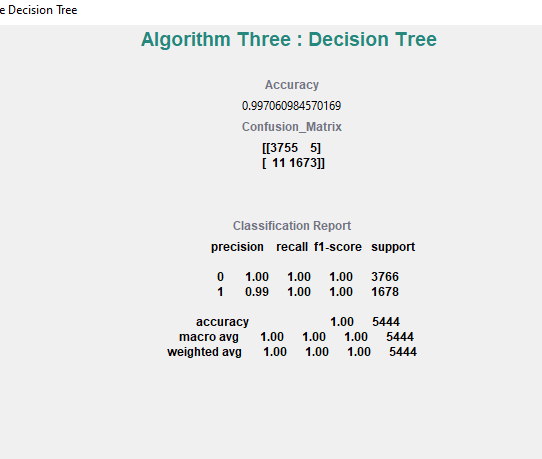 e Decision Tree
Algorithm Three : Decision Tree
Accuracy
0.997060984570169
Confusion_Matrix
[[3755 5]
[ 11 1673]]
Classification Report
precision recall f1-score support
0 1.00 1.00 1.00 3766
1 0.99 1.00 1.00 1678
accuracy 1.00 5444
macro avg 1.00 1.00 1.00 5444
weighted avg 1.00 1.00 1.00 5444